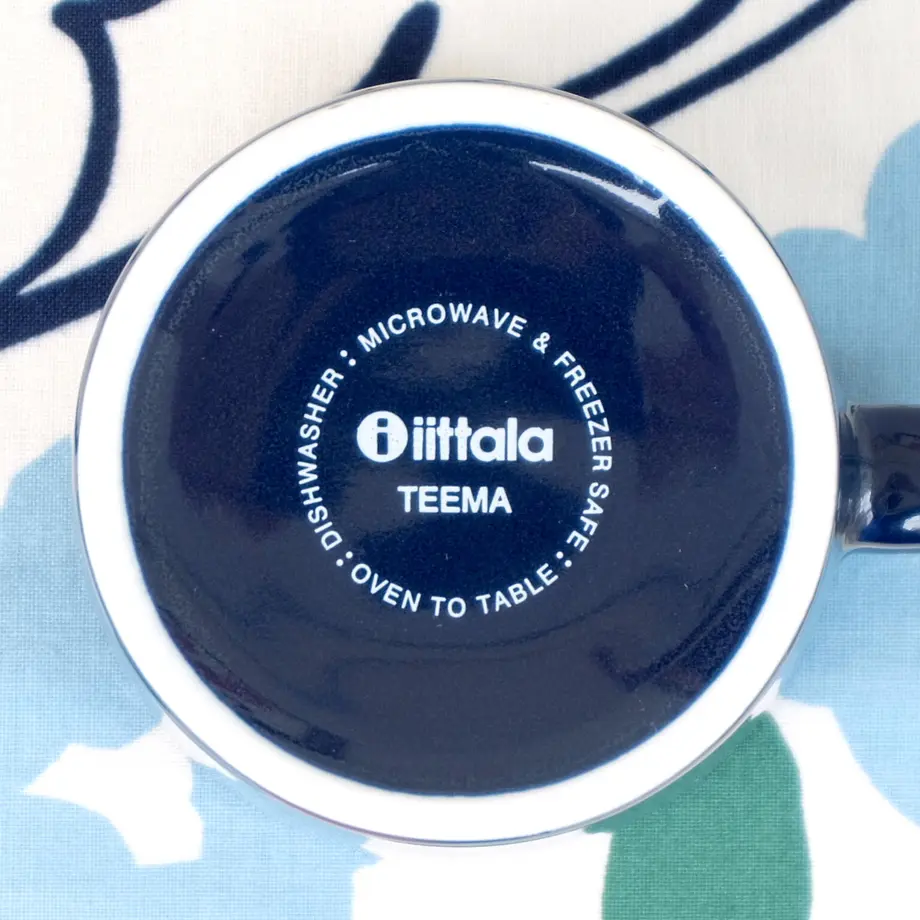 MICROWAVE & FREEZER SAFE : OVEN TO TABLE : DISHWASHER :
i iittala
TEEMA